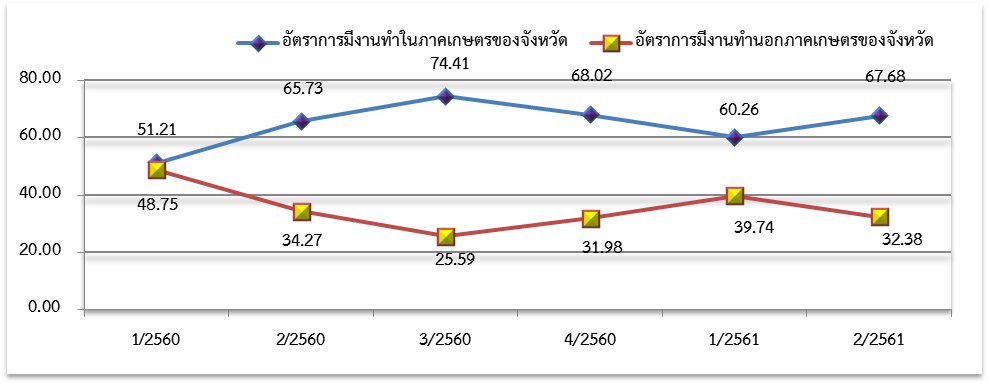 อัตราการมีงานทำในภาคเกษตรของจังหวัด อัตราการมีงานทำนอกภาคเกษตรของจังหวัด
80.00
60.00
40.00
20.00
0.00
51.21 65.73 74.41 68.02 60.26 67.68
48.75 34.27 25.59 31.98 39.74 32.38
1/2560 2/2560 3/2560 4/2560 1/2561 2/2561